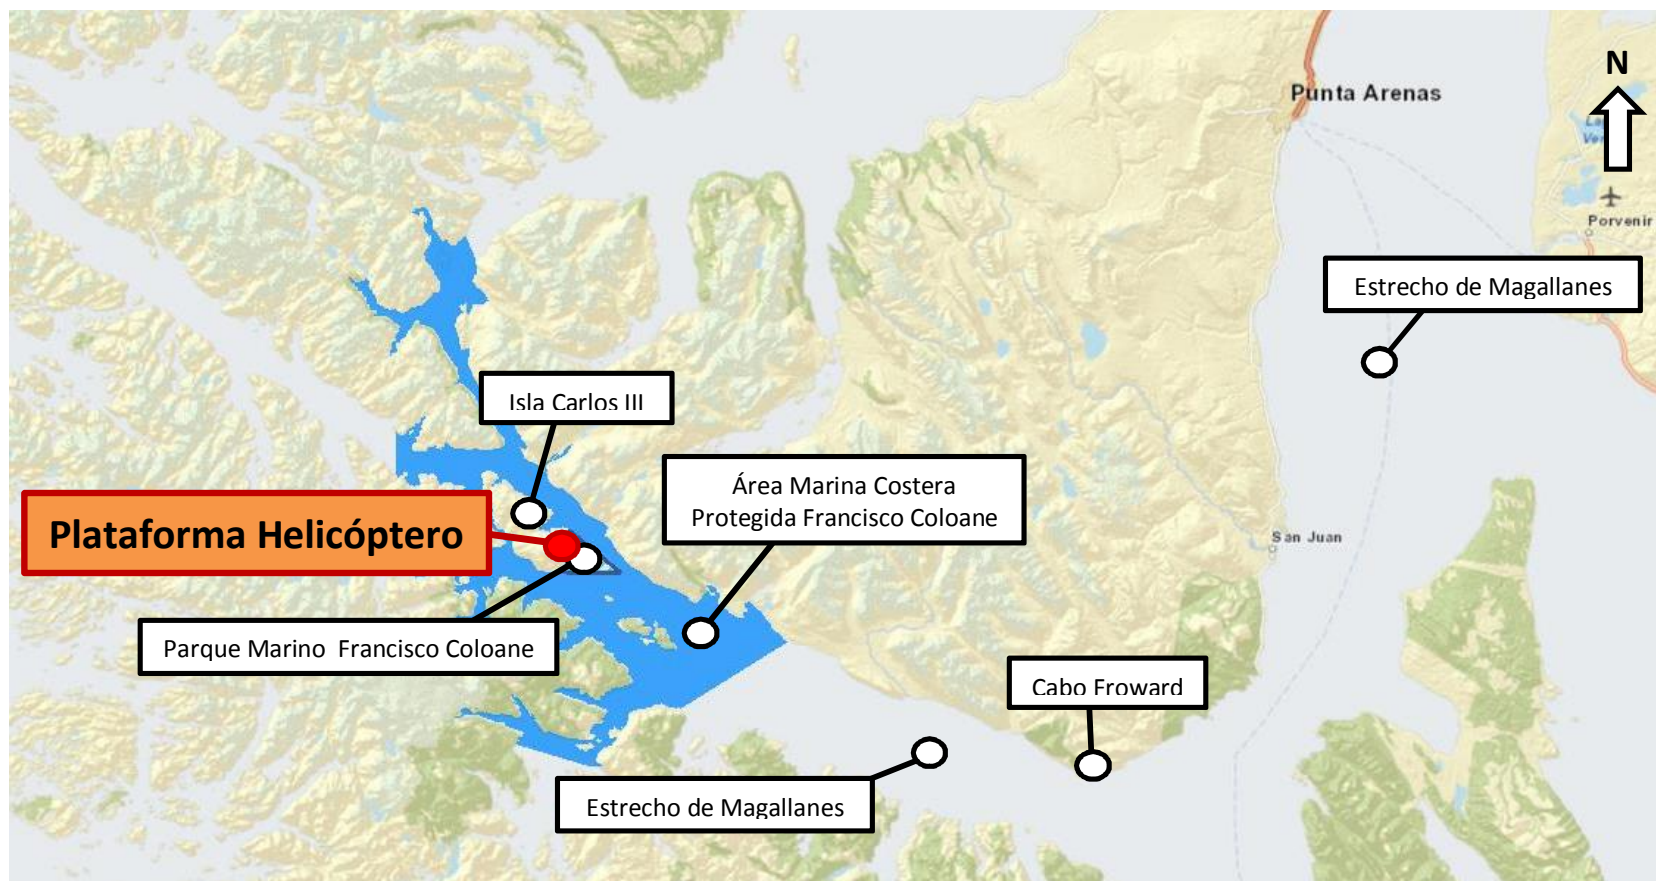 N
Punta Arenas
Porvenir
Estrecho de Magallanes
Isla Carlos III
Área Marina Costera
Protegida Francisco Coloane
Plataforma Helicóptero
San Juan
Parque Marino Francisco Coloane
Cabo Froward
Estrecho de Magallanes